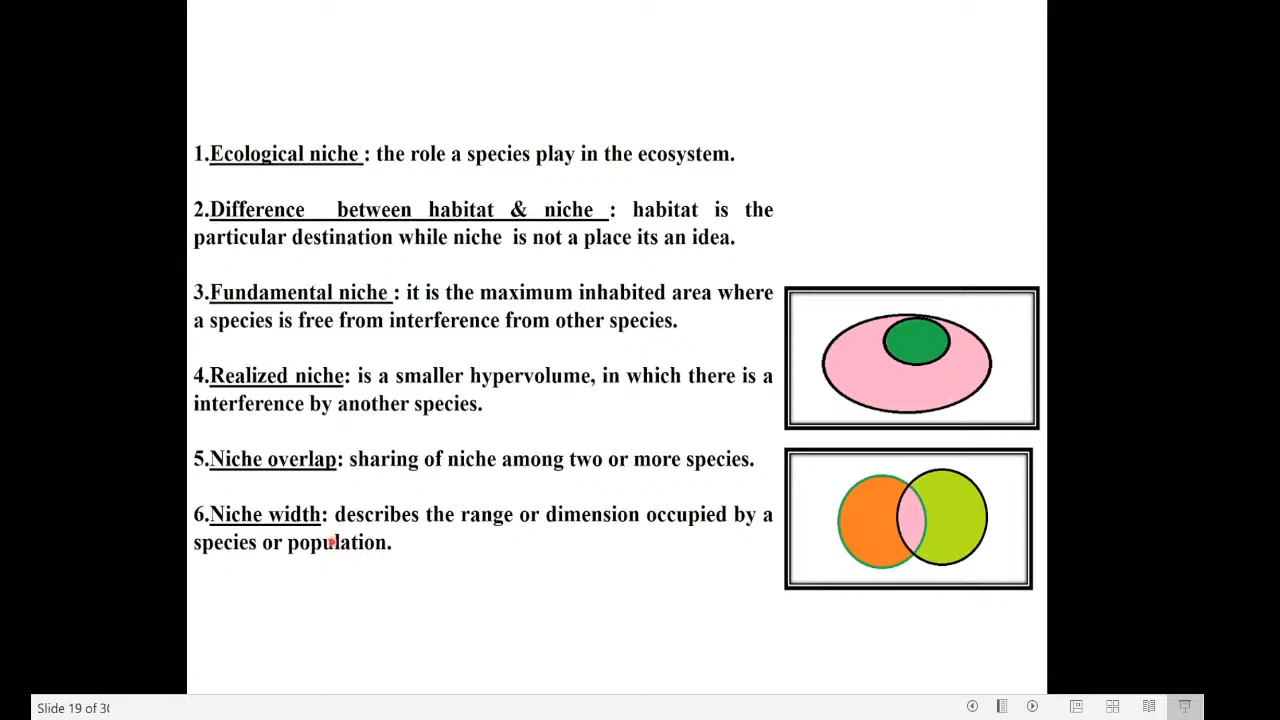 1.Ecological niche : the role a species play in the ecosystem.
2.Difference between habitat & niche : habitat is the
particular destination while niche is not a place its an idea.
3.Fundamental niche : it is the maximum inhabited area where
a species is free from interference from other species.
4.Realized niche: is a smaller hypervolume, in which there is a
interference by another species.
5.Niche overlap: sharing of niche among two or more species.
6.Niche width: describes the range or dimension occupied by a
species or population.
Slide 19 of 30